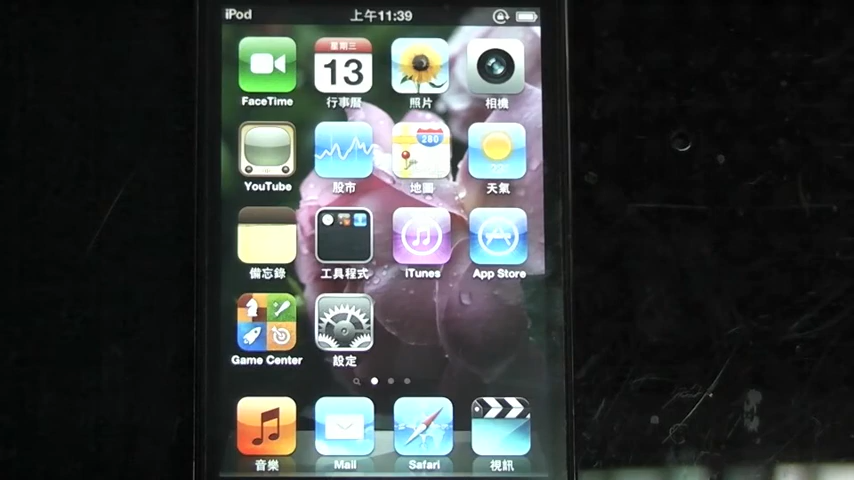 iPod 上午11:39
星期三
13
FaceTime 行事曆 照片 相機
280
YouTube 股市 地圖 天氣
備忘錄 工具程式 iTunes App Store
Game Center 設定
音樂 Mail Safari 視訊